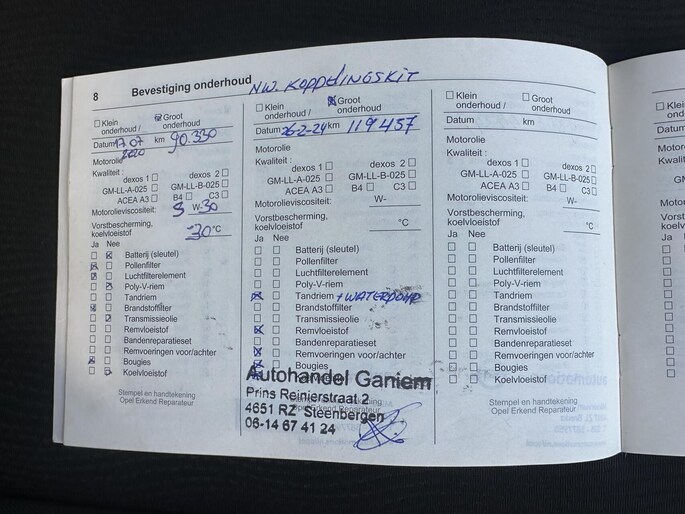 8 Bevestiging onderhoud NW. KOPPELINGSKIT
Klein onderhoud / Groot onderhoud
Datum 17 07 2020 km 90.330
Motorolie
Kwaliteit :
dexos 1 dexos 2
GM-LL-A-025 GM-LL-B-025
ACEA A3 B4 C3
Motorolieviscositeit: 5 W- 30
Vorstbescherming, koelvloeistof -30 °C
Ja Nee
Batterij (sleutel)
Pollenfilter
Luchtfilterelement
Poly-V-riem
Tandriem
Brandstoffilter
Transmissieolie
Remvloeistof
Bandenreparatieset
Remvoeringen voor/achter
Bougies
Koelvloeistof
Stempel en handtekening
Opel Erkend Reparateur
Klein onderhoud / Groot onderhoud
Datum 26-2-24 km 119457
Motorolie
Kwaliteit :
dexos 1 dexos 2
GM-LL-A-025 GM-LL-B-025
ACEA A3 B4 C3
Motorolieviscositeit: W-
Vorstbescherming, koelvloeistof °C
Ja Nee
Batterij (sleutel)
Pollenfilter
Luchtfilterelement
Poly-V-riem
Tandriem + WATERPOMP
Brandstoffilter
Transmissieolie
Remvloeistof
Bandenreparatieset
Remvoeringen voor/achter
Bougies
Autohandel Ganiem
Prins Reinierstraat 2
4651 RZ Steenbergen
06-14 67 41 24
Klein onderhoud / Groot onderhoud
Datum km
Motorolie
Kwaliteit :
dexos 1 dexos 2
GM-LL-A-025 GM-LL-B-025
ACEA A3 B4 C3
Motorolieviscositeit: W-
Vorstbescherming, koelvloeistof °C
Ja Nee
Batterij (sleutel)
Pollenfilter
Luchtfilterelement
Poly-V-riem
Tandriem
Brandstoffilter
Transmissieolie
Remvloeistof
Bandenreparatieset
Remvoeringen voor/achter
Bougies
Koelvloeistof
Stempel en handtekening
Opel Erkend Reparateur
Klein
Datum
Motorolie
Ja